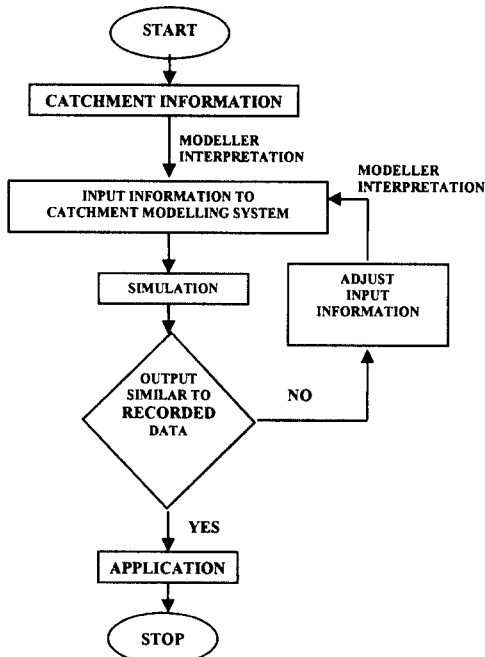 START
CATCHMENT INFORMATION
MODELLER
INTERPRETATION
MODELLER
INTERPRETATION
INPUT INFORMATION TO
CATCHMENT MODELLING SYSTEM
SIMULATION
ADJUST
INPUT
INFORMATION
OUTPUT
SIMILAR TO
RECORDED
DATA
NO
YES
APPLICATION
STOP